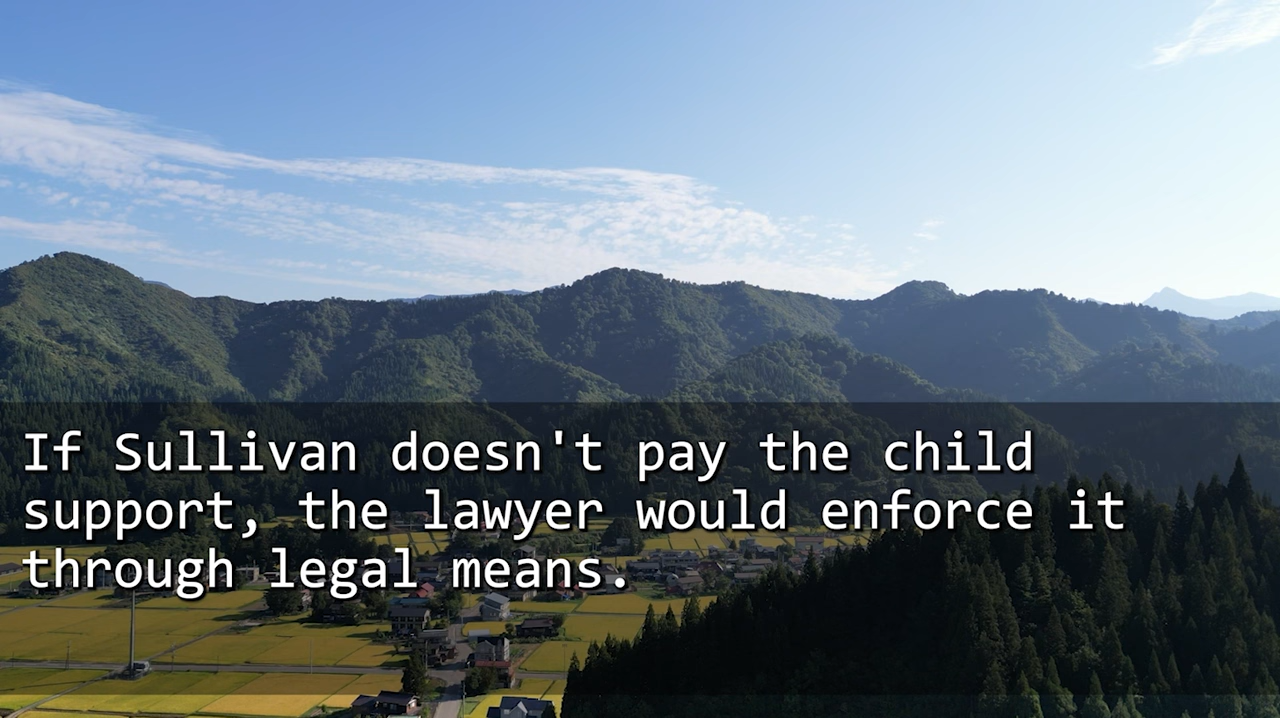 If Sullivan doesn't pay the child
support, the lawyer would enforce it
through legal means.